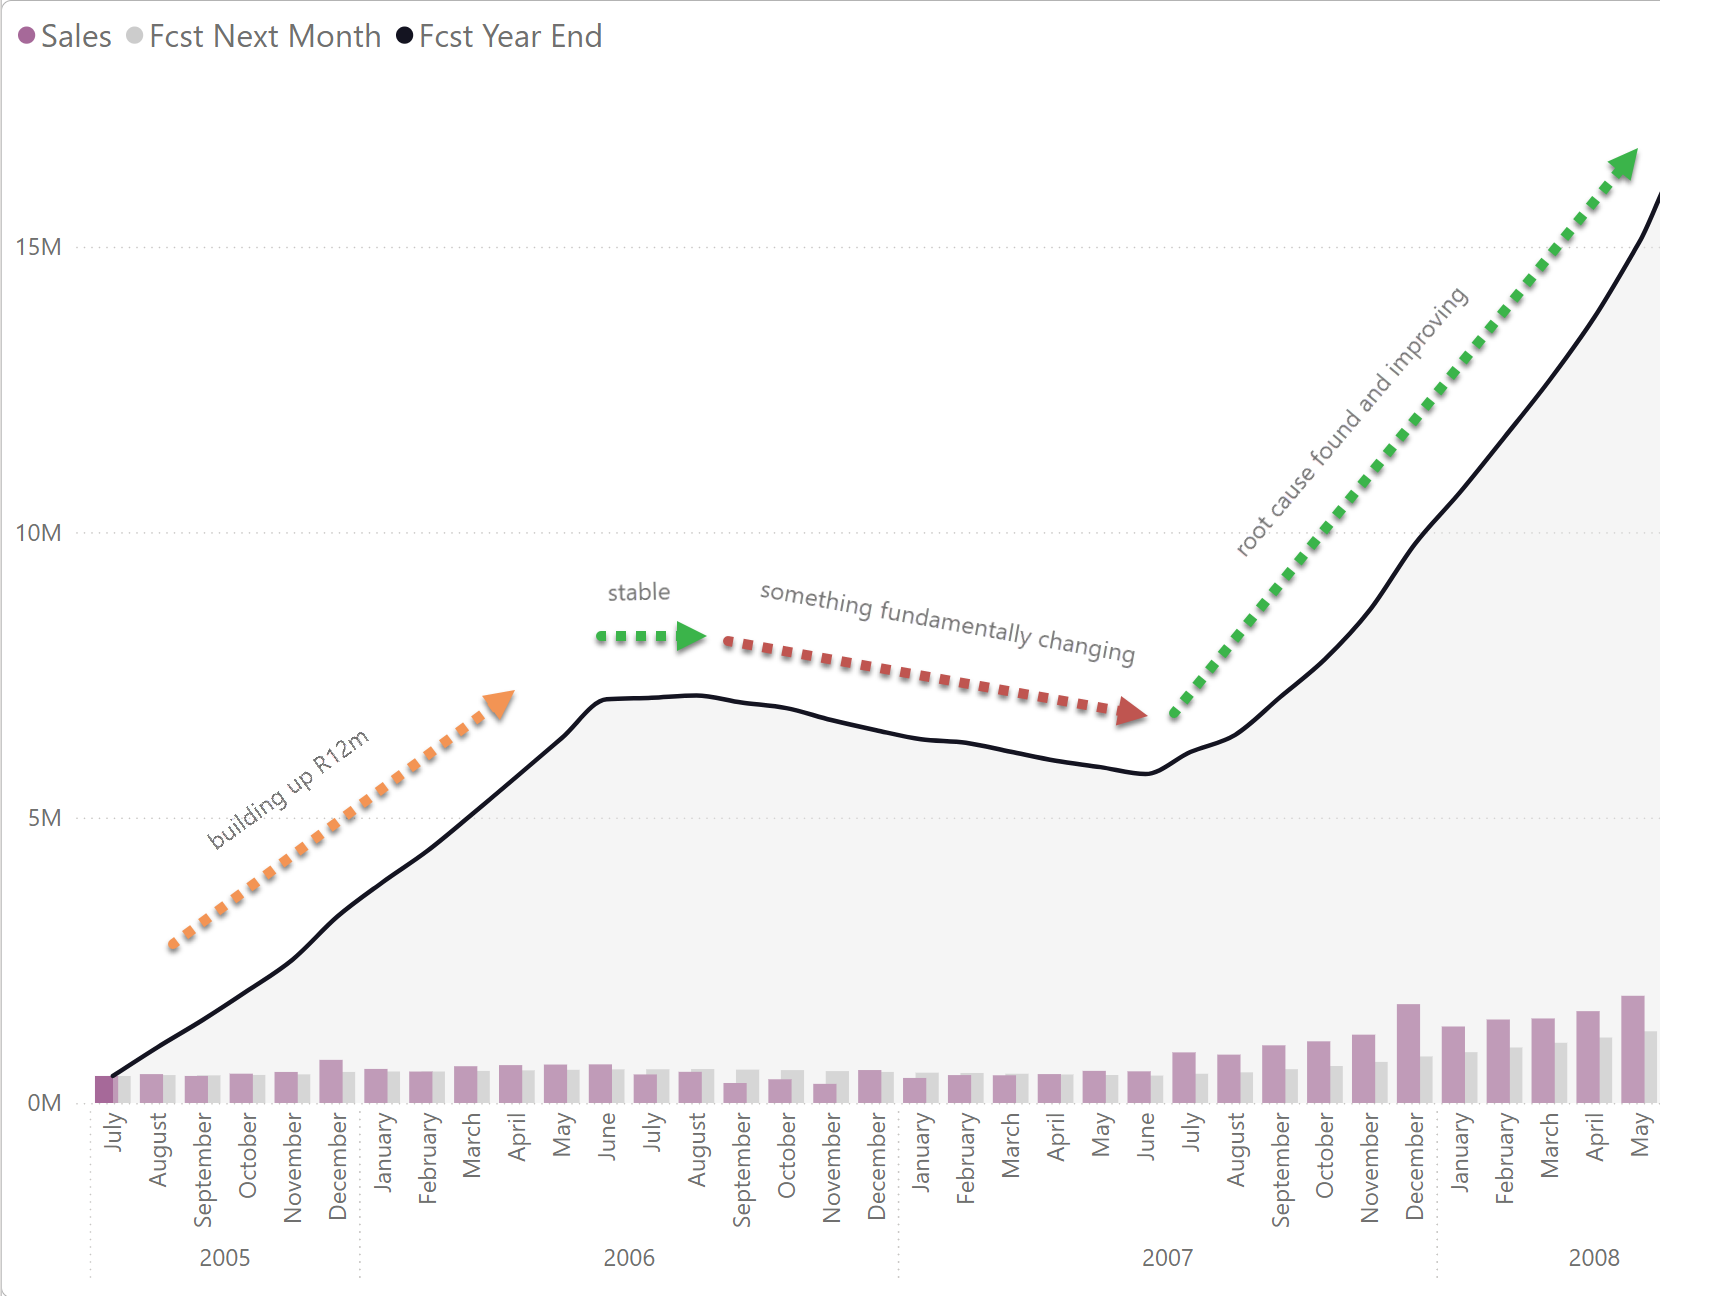 Sales Fcst Next Month Fcst Year End
15M
10M
5M
0M
building up R12m
stable
something fundamentally changing
root cause found and improving
July
August
September
October
November
December
January
February
March
April
May
June
July
August
September
October
November
December
January
February
March
April
May
June
July
August
September
October
November
December
January
February
March
April
May
2005
2006
2007
2008